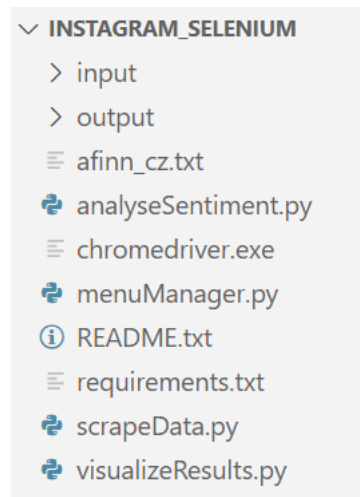 INSTAGRAM_SELENIUM
input
output
afinn_cz.txt
analyseSentiment.py
chromedriver.exe
menuManager.py
README.txt
requirements.txt
scrapeData.py
visualizeResults.py